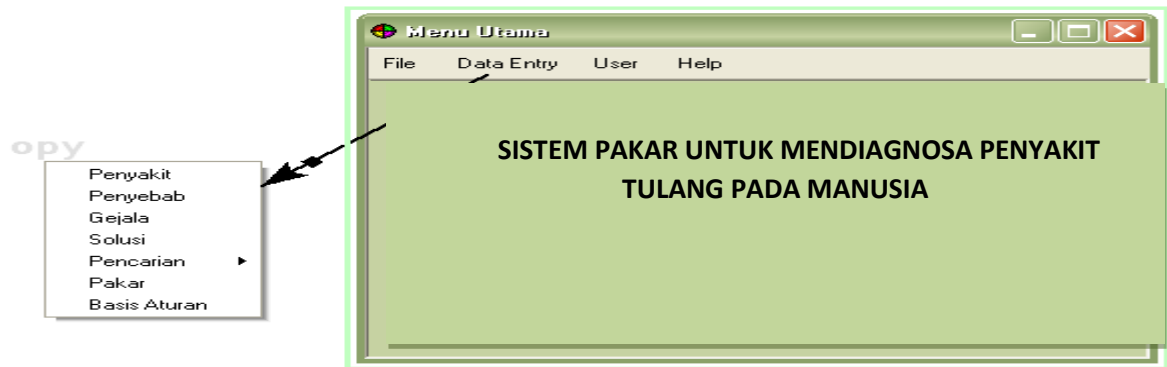 Menu Utama
File Data Entry User Help
SISTEM PAKAR UNTUK MENDIAGNOSA PENYAKIT
TULANG PADA MANUSIA
opy
Penyakit
Penyebab
Gejala
Solusi
Pencarian
Pakar
Basis Aturan